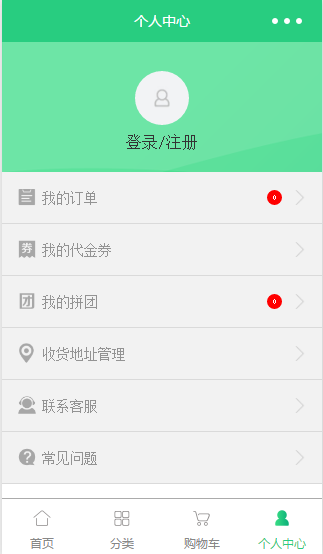 个人中心
登录/注册
我的订单 0
券 我的代金券
团 我的拼团 0
收货地址管理
联系客服
? 常见问题
首页 分类 购物车 个人中心